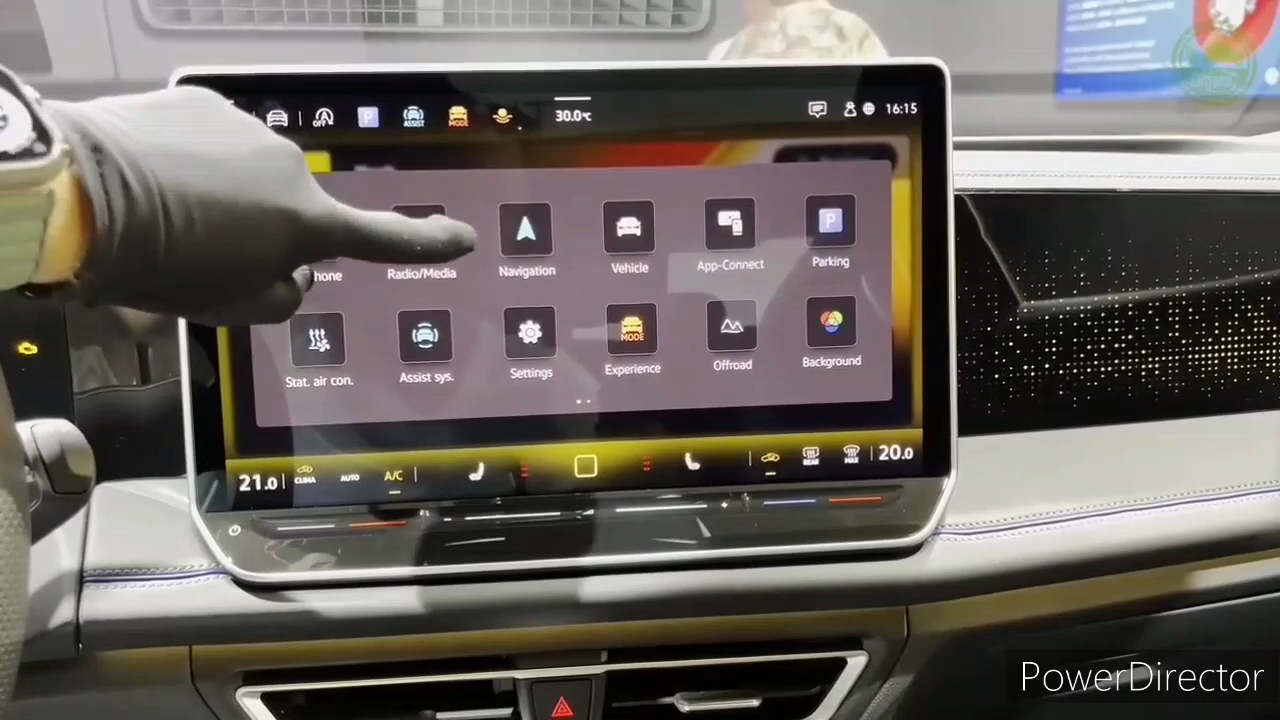 OFF P ASSIST MODE 30.0°C 16:15
hone Radio/Media Navigation Vehicle App-Connect Parking
P
MODE
Stat. air con. Assist sys. Settings Experience Offroad Background
21.0 CLIMA AUTO A/C REAR MAX 20.0
PowerDirector